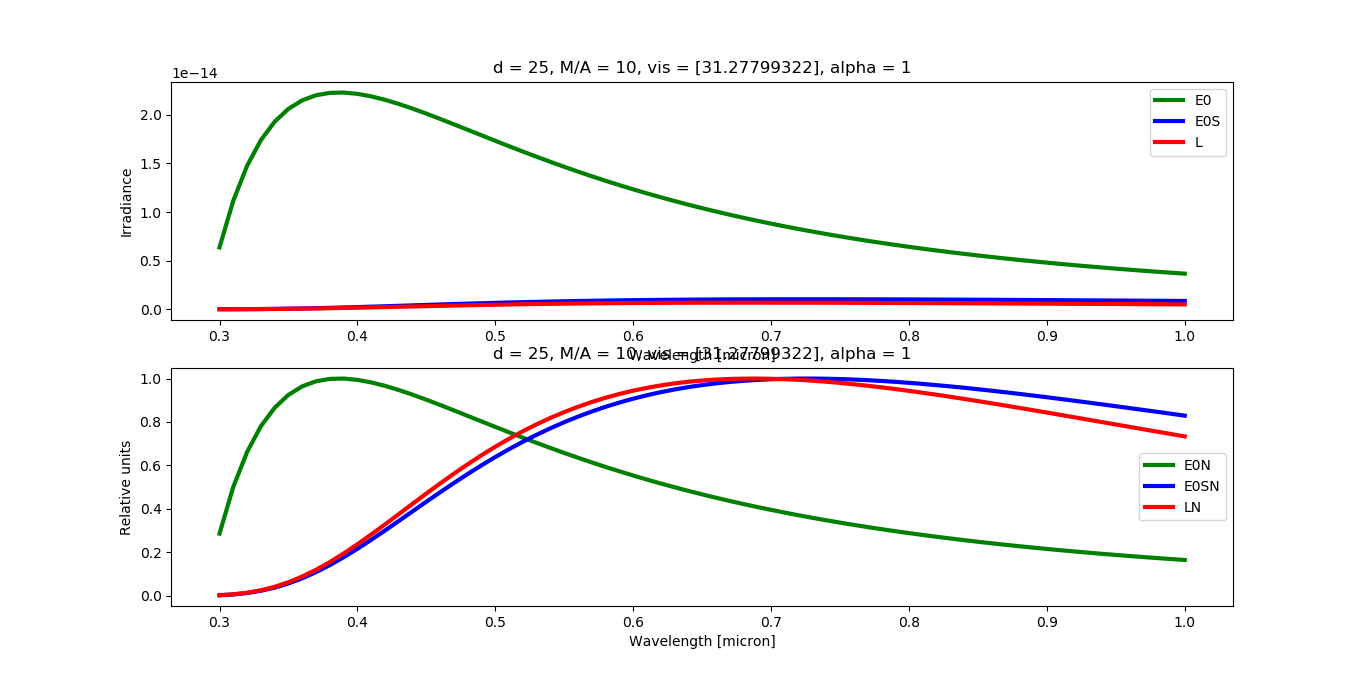 d = 25, M/A = 10, vis = [31.27799322], alpha = 1
1e−14
2.0
1.5
1.0
0.5
0.0
Irradiance
E0
E0S
L
0.3 0.4 0.5 0.6 0.7 0.8 0.9 1.0
Wavelength [micron]
d = 25, M/A = 10, vis = [31.27799322], alpha = 1
1.0
0.8
0.6
0.4
0.2
0.0
Relative units
E0N
E0SN
LN
0.3 0.4 0.5 0.6 0.7 0.8 0.9 1.0
Wavelength [micron]